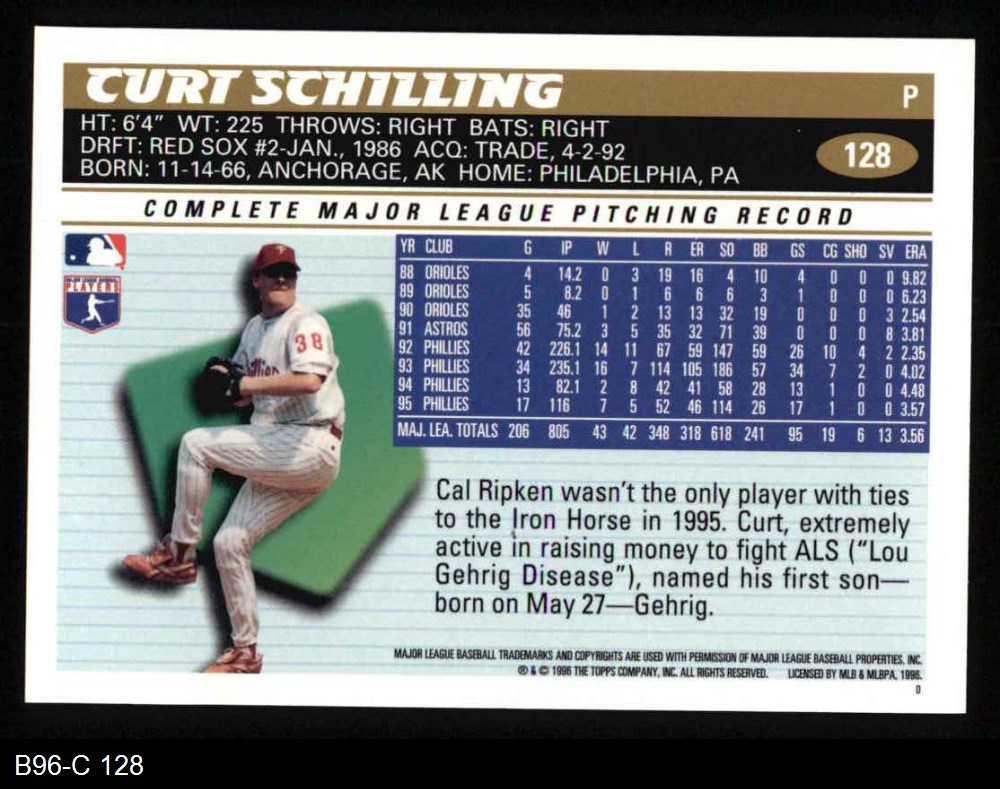 CURT SCHILLING
P
HT: 6'4" WT: 225 THROWS: RIGHT BATS: RIGHT
DRFT: RED SOX #2-JAN., 1986 ACQ: TRADE, 4-2-92
BORN: 11-14-66, ANCHORAGE, AK HOME: PHILADELPHIA, PA
128
COMPLETE MAJOR LEAGUE PITCHING RECORD
YR CLUB G IP W L R ER SO BB GS CG SHO SV ERA
88 ORIOLES 4 14.2 0 3 19 16 4 10 4 0 0 0 9.82
89 ORIOLES 5 8.2 0 1 6 6 6 3 1 0 0 0 6.23
90 ORIOLES 35 46 1 2 13 13 32 19 0 0 0 3 2.54
91 ASTROS 56 75.2 3 5 35 32 71 39 0 0 0 8 3.81
92 PHILLIES 42 226.1 14 11 67 59 147 59 26 10 4 2 2.35
93 PHILLIES 34 235.1 16 7 114 105 186 57 34 7 2 0 4.02
94 PHILLIES 13 82.1 2 8 42 41 58 28 13 1 0 0 4.48
95 PHILLIES 17 116 7 5 52 46 114 26 17 1 0 0 3.57
MAJ. LEA. TOTALS 206 805 43 42 348 318 618 241 95 19 6 13 3.56
PLAYERS
38
Cal Ripken wasn't the only player with ties
to the Iron Horse in 1995. Curt, extremely
active in raising money to fight ALS ("Lou
Gehrig Disease"), named his first son—
born on May 27—Gehrig.
MAJOR LEAGUE BASEBALL TRADEMARKS AND COPYRIGHTS ARE USED WITH PERMISSION OF MAJOR LEAGUE BASEBALL PROPERTIES, INC.
® & © 1996 THE TOPPS COMPANY, INC. ALL RIGHTS RESERVED. LICENSED BY MLB & MLBPA, 1996.
D
B96-C 128